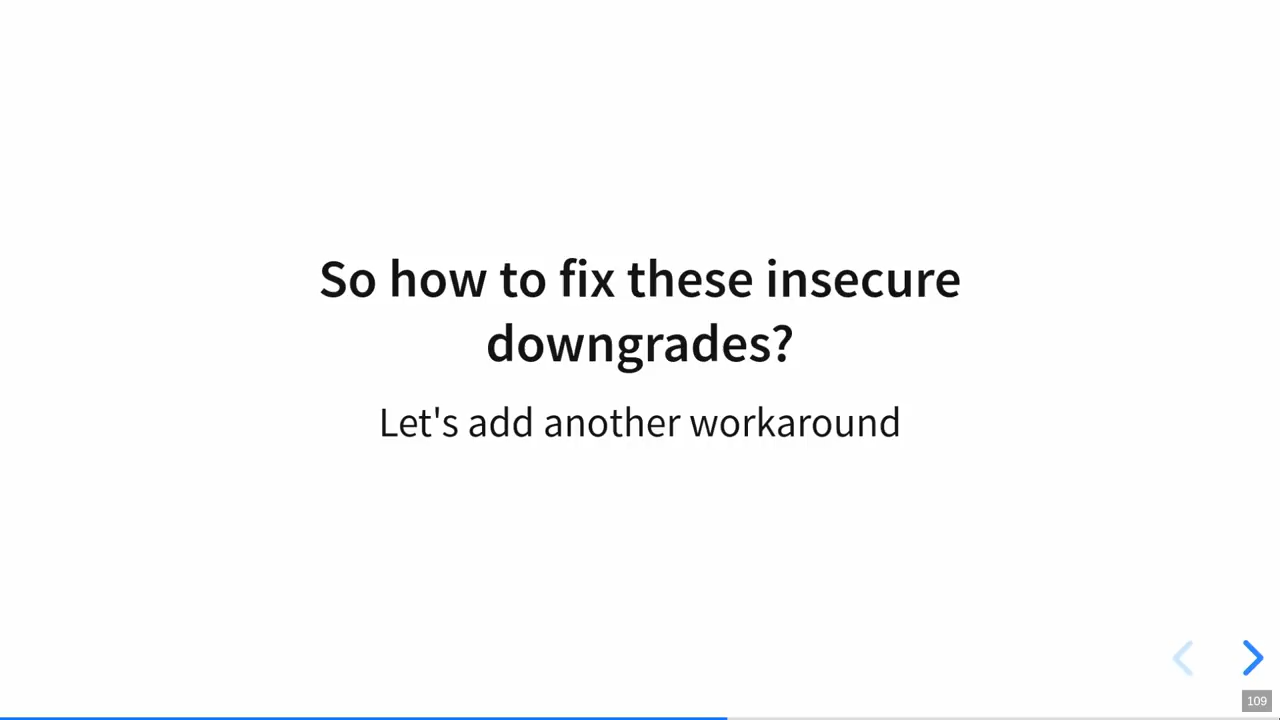 So how to fix these insecure
downgrades?
Let's add another workaround
109